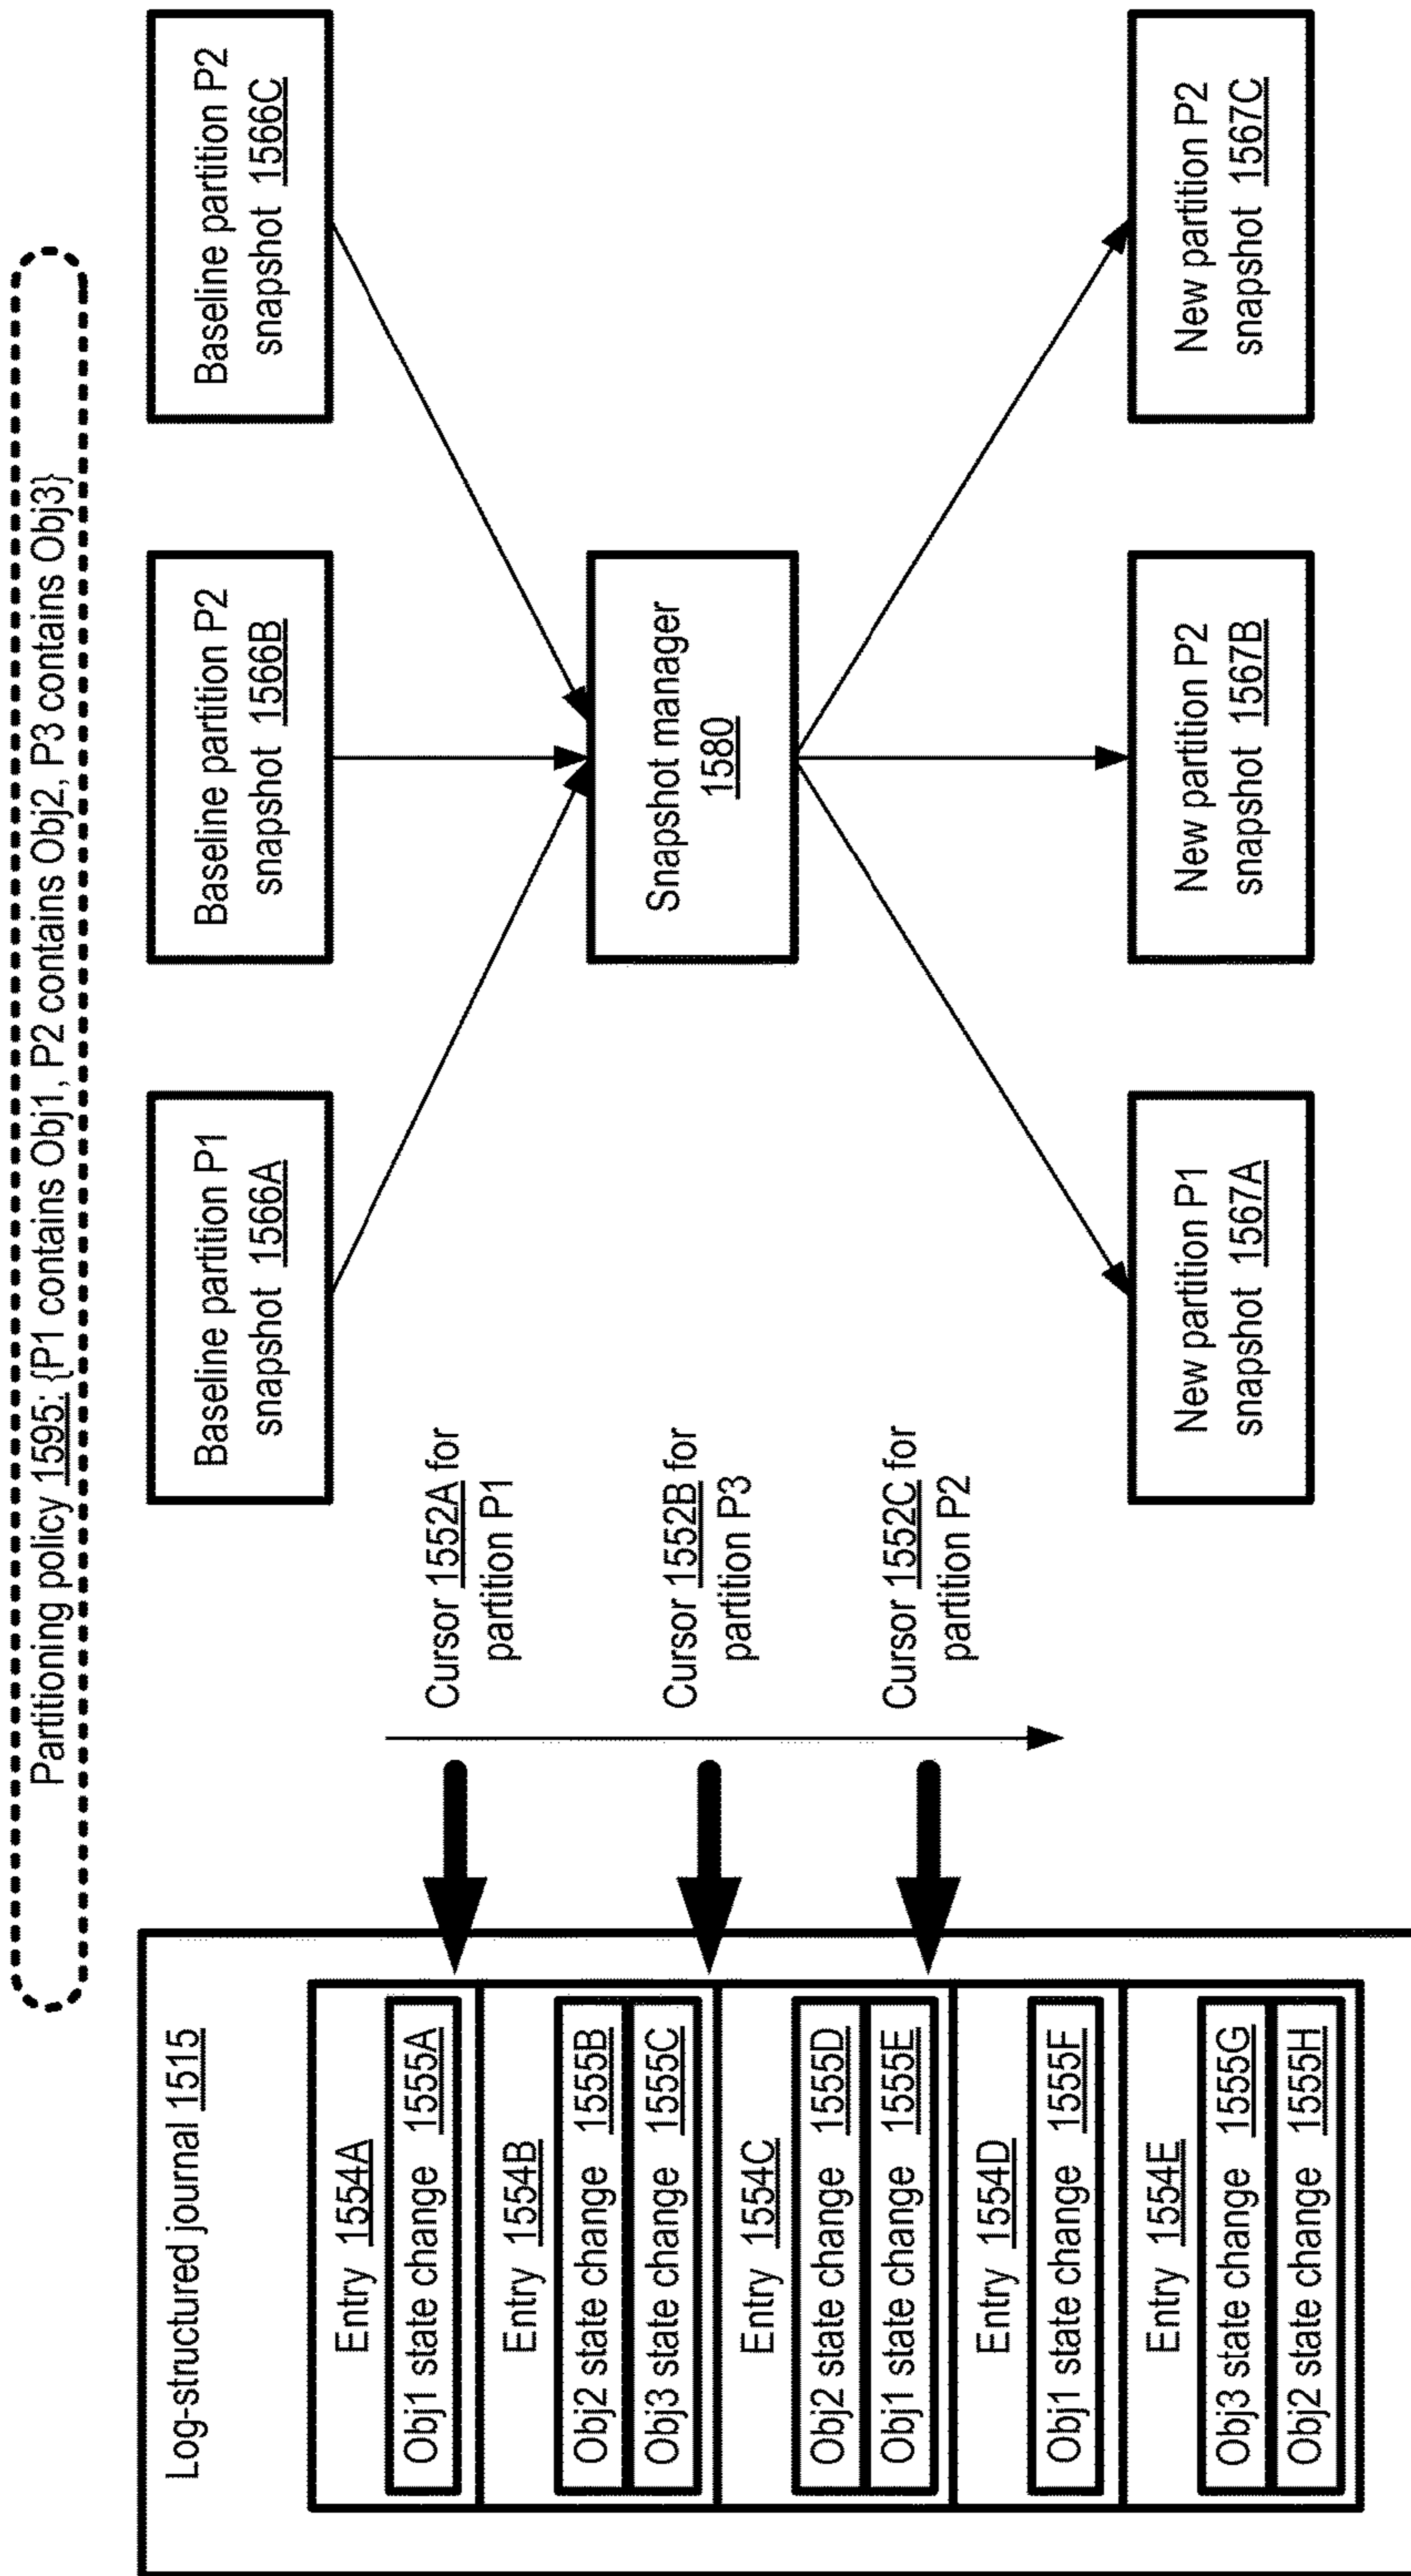 Partitioning policy 1595: {P1 contains Obj1, P2 contains Obj2, P3 contains Obj3}
Log-structured journal 1515
Entry 1554A
Obj1 state change 1555A
Entry 1554B
Obj2 state change 1555B
Obj3 state change 1555C
Entry 1554C
Obj2 state change 1555D
Obj1 state change 1555E
Entry 1554D
Obj1 state change 1555F
Entry 1554E
Obj3 state change 1555G
Obj2 state change 1555H
Cursor 1552A for
partition P1
Cursor 1552B for
partition P3
Cursor 1552C for
partition P2
Baseline partition P1
snapshot 1566A
Baseline partition P2
snapshot 1566B
Baseline partition P2
snapshot 1566C
Snapshot manager
1580
New partition P1
snapshot 1567A
New partition P2
snapshot 1567B
New partition P2
snapshot 1567C